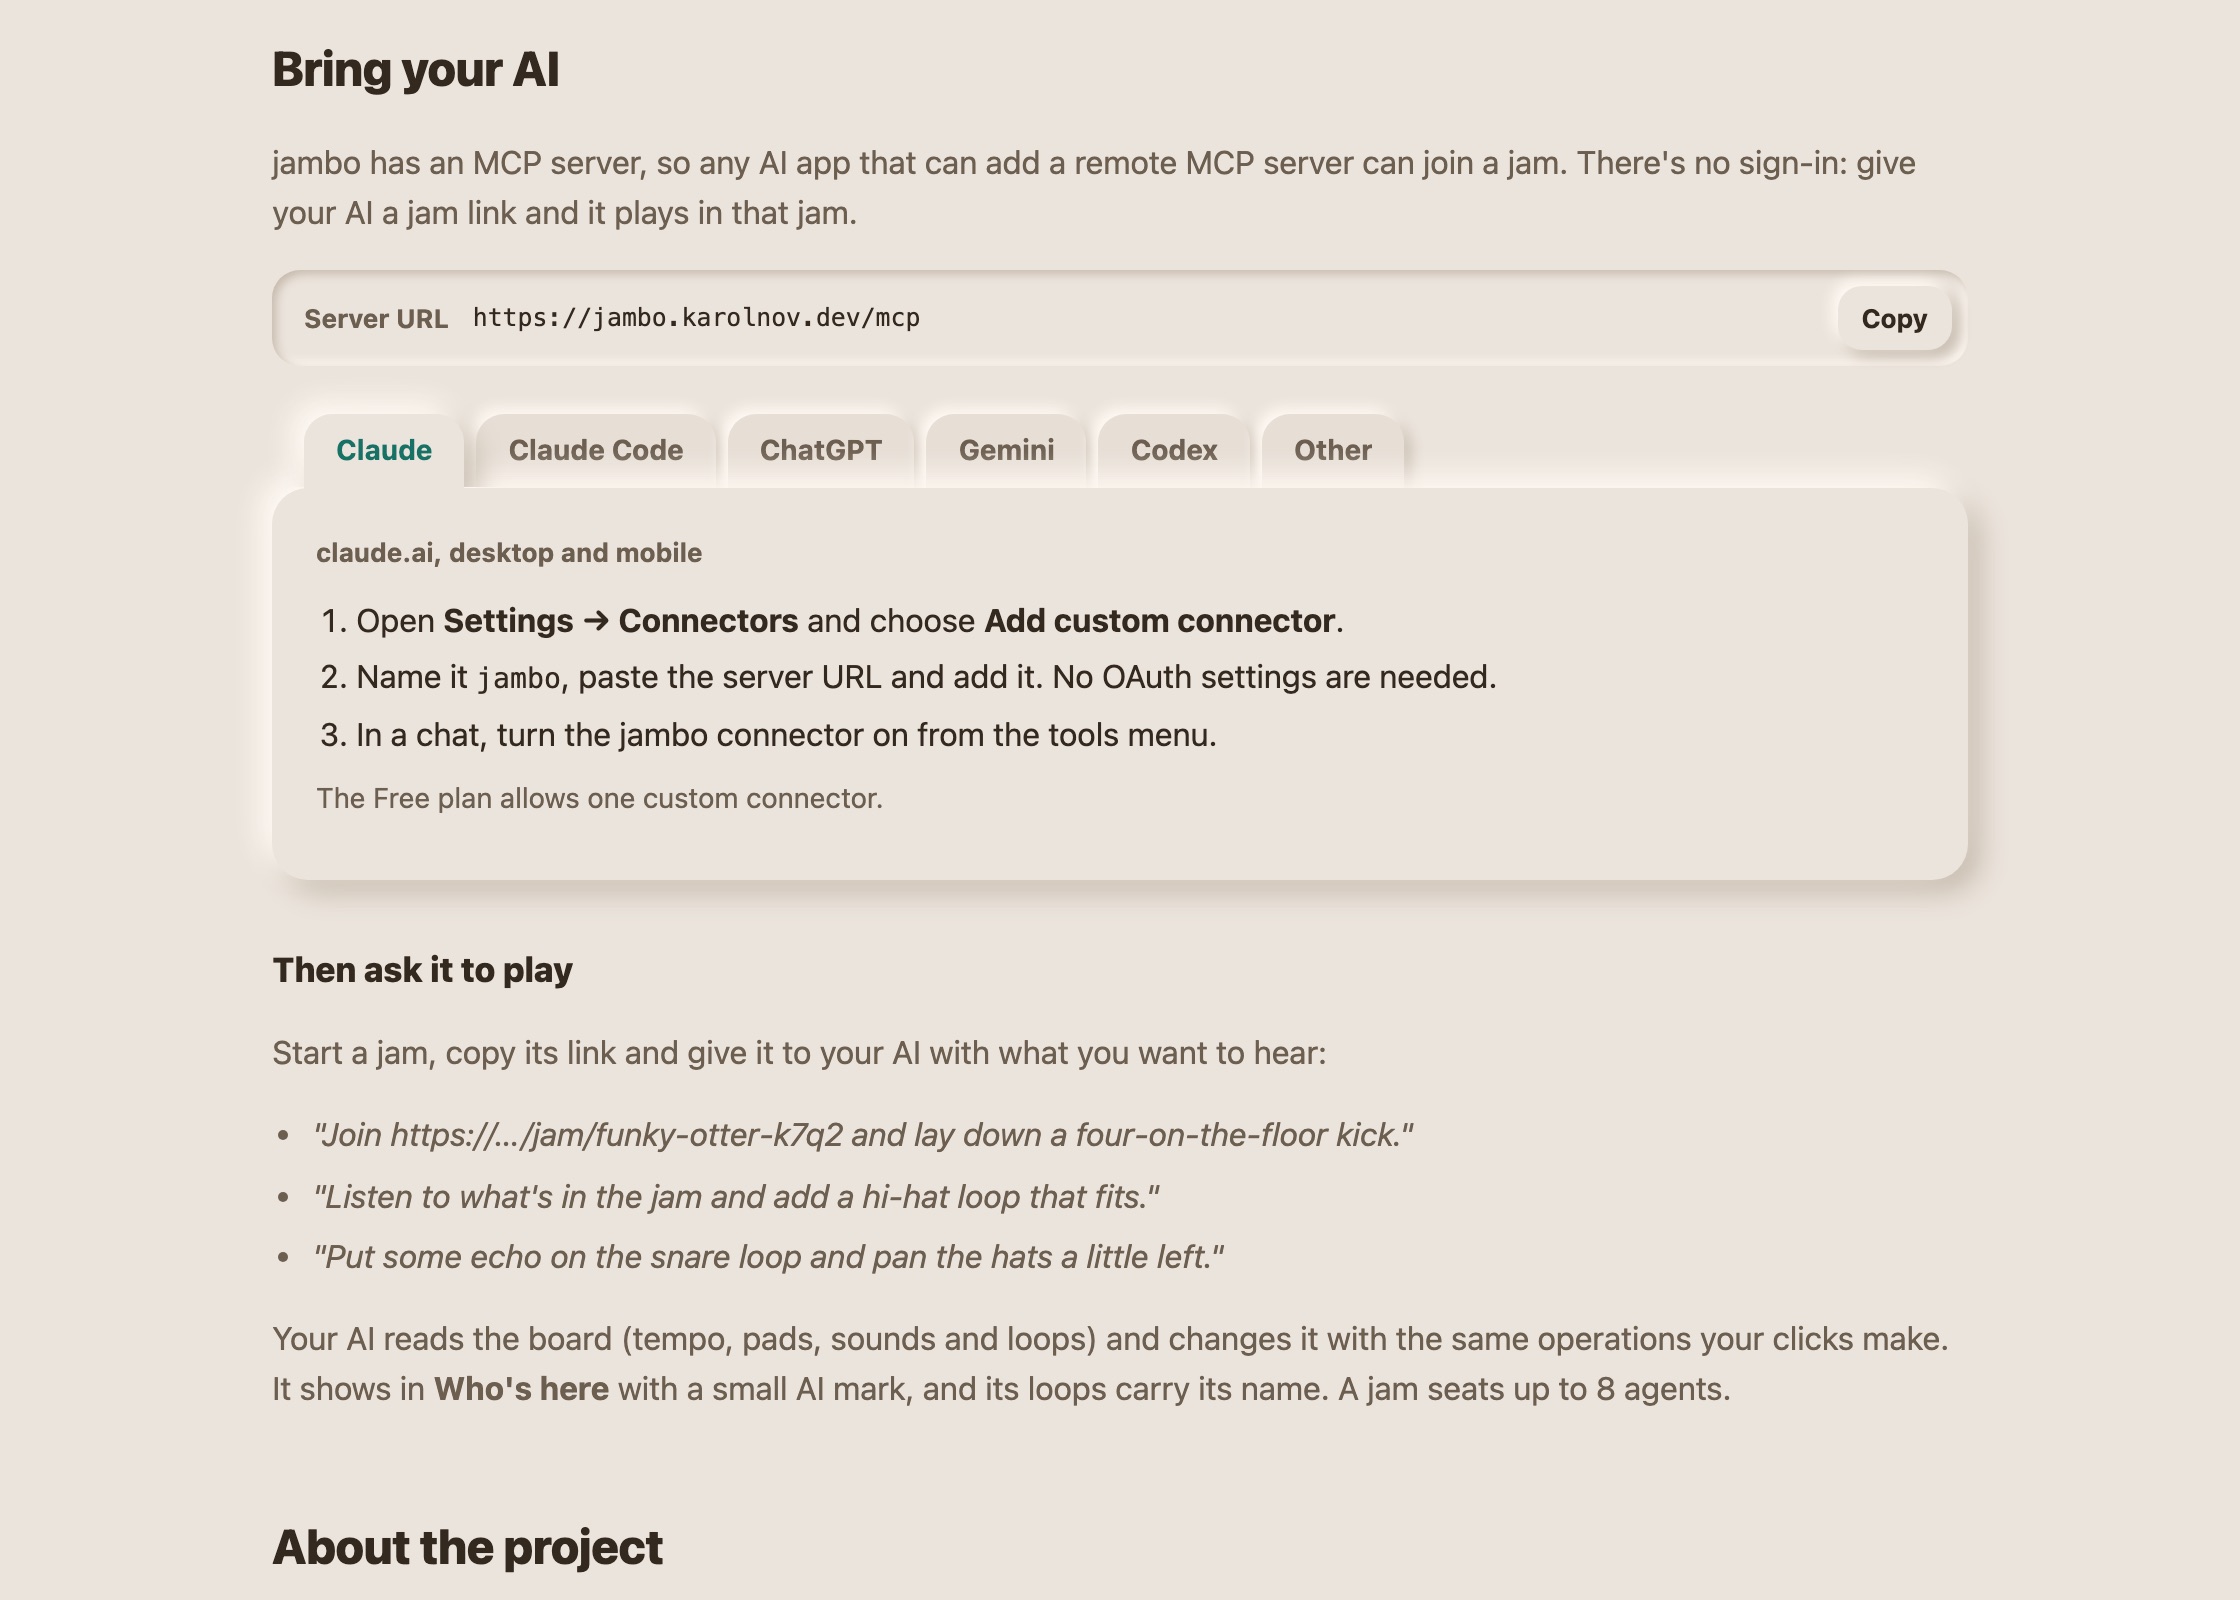 Bring your AI
jambo has an MCP server, so any AI app that can add a remote MCP server can join a jam. There's no sign-in: give
your AI a jam link and it plays in that jam.
Server URL https://jambo.karolnov.dev/mcp Copy
Claude Claude Code ChatGPT Gemini Codex Other
claude.ai, desktop and mobile
1. Open Settings → Connectors and choose Add custom connector.
2. Name it jambo, paste the server URL and add it. No OAuth settings are needed.
3. In a chat, turn the jambo connector on from the tools menu.
The Free plan allows one custom connector.
Then ask it to play
Start a jam, copy its link and give it to your AI with what you want to hear:
• "Join https://.../jam/funky-otter-k7q2 and lay down a four-on-the-floor kick."
• "Listen to what's in the jam and add a hi-hat loop that fits."
• "Put some echo on the snare loop and pan the hats a little left."
Your AI reads the board (tempo, pads, sounds and loops) and changes it with the same operations your clicks make.
It shows in Who's here with a small AI mark, and its loops carry its name. A jam seats up to 8 agents.
About the project